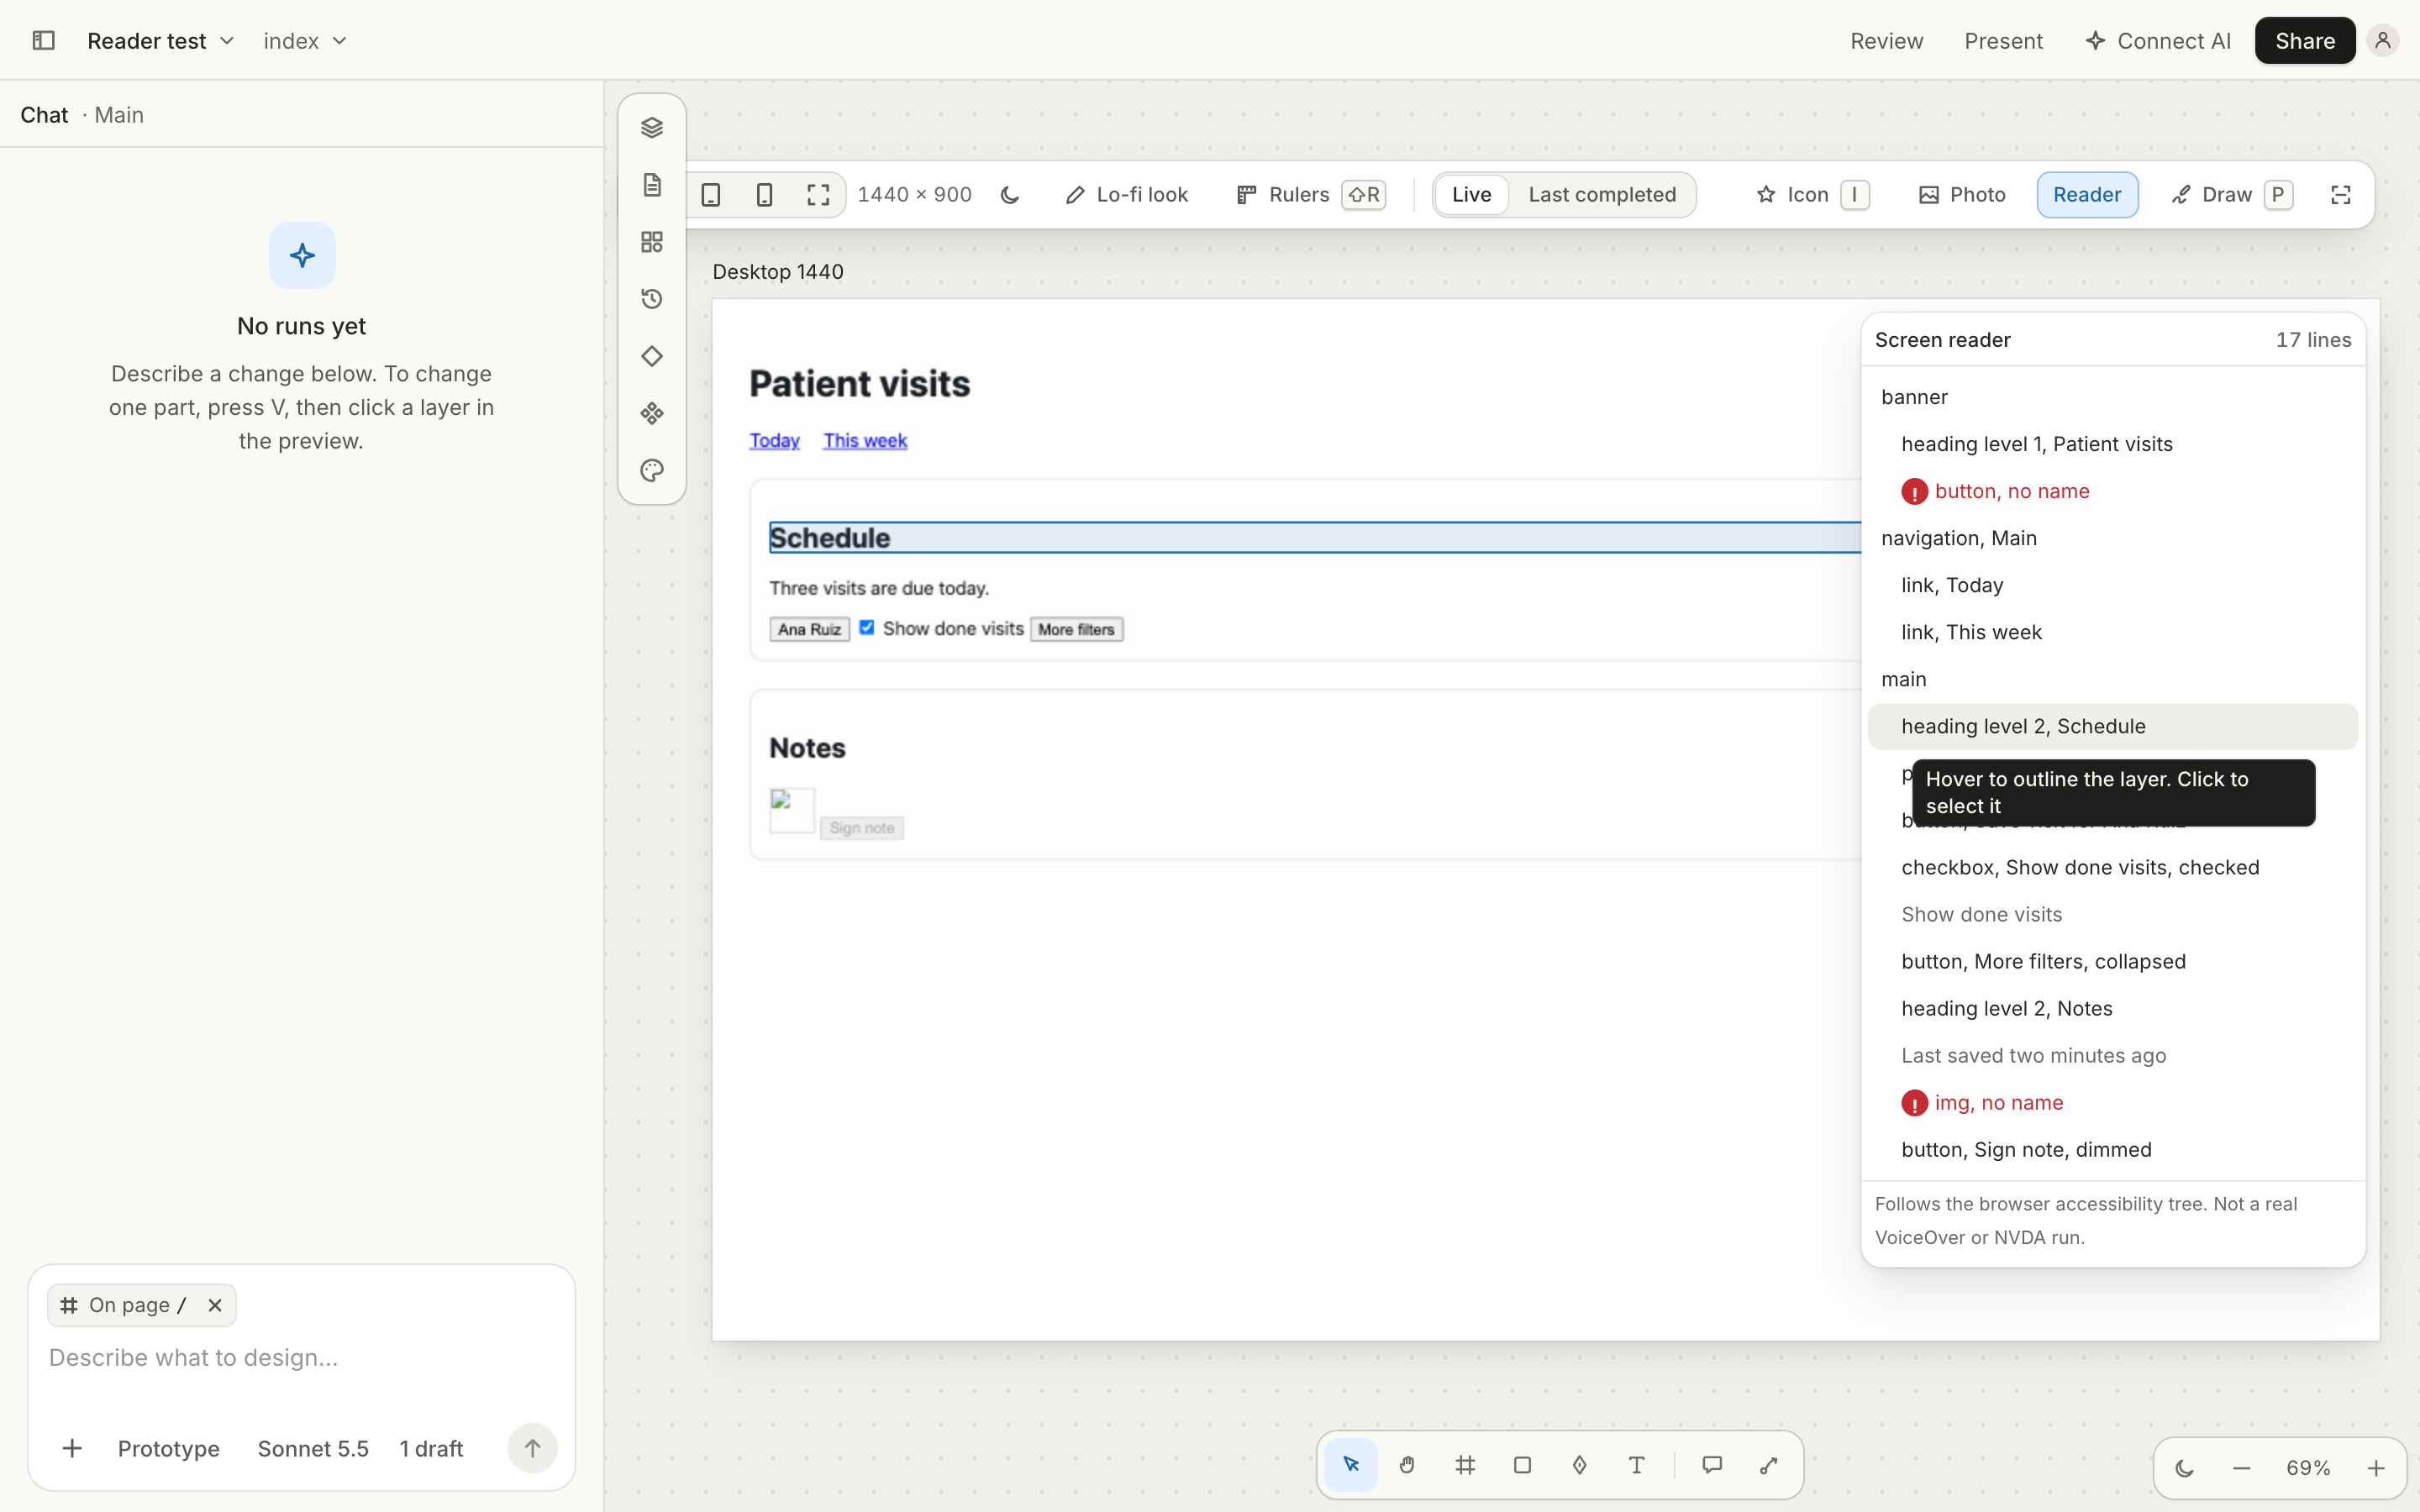 Reader test
index
Review
Present
Connect AI
Share
Chat · Main
No runs yet
Describe a change below. To change
one part, press V, then click a layer in
the preview.
1440 × 900
Lo-fi look
Rulers ⇧R
Live
Last completed
Icon I
Photo
Reader
Draw P
Desktop 1440
Patient visits
Today This week
Schedule
Three visits are due today.
Ana Ruiz Show done visits More filters
Notes
Sign note
Screen reader 17 lines
banner
heading level 1, Patient visits
! button, no name
navigation, Main
link, Today
link, This week
main
heading level 2, Schedule
Hover to outline the layer. Click to
select it
checkbox, Show done visits, checked
Show done visits
button, More filters, collapsed
heading level 2, Notes
Last saved two minutes ago
! img, no name
button, Sign note, dimmed
Follows the browser accessibility tree. Not a real
VoiceOver or NVDA run.
On page /
Describe what to design...
Prototype
Sonnet 5.5
1 draft
69%